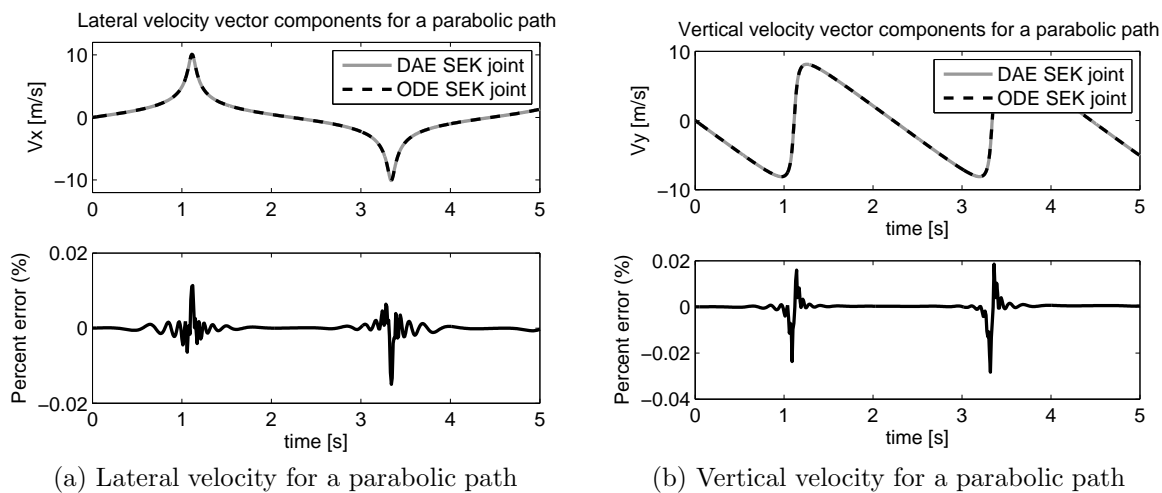 Lateral velocity vector components for a parabolic path
10
0
−10
Vx [m/s]
DAE SEK joint
ODE SEK joint
0 1 2 3 4 5
0.02
0
−0.02
Percent error (%)
0 1 2 3 4 5
time [s]
(a) Lateral velocity for a parabolic path
Vertical velocity vector components for a parabolic path
10
0
−10
Vy [m/s]
DAE SEK joint
ODE SEK joint
0 1 2 3 4 5
time [s]
0.02
0
−0.02
−0.04
Percent error (%)
0 1 2 3 4 5
time [s]
(b) Vertical velocity for a parabolic path